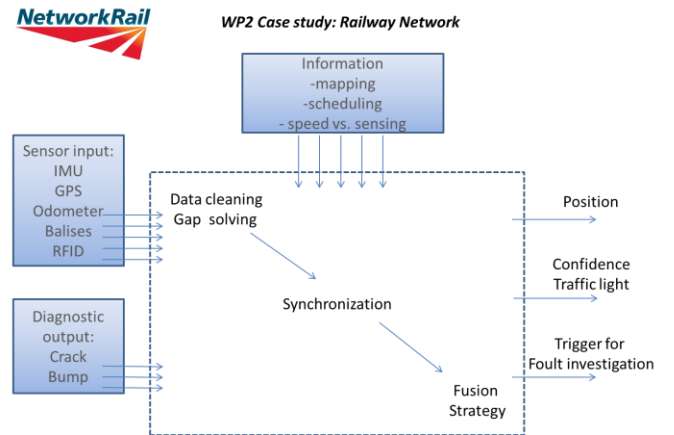 NetworkRail
WP2 Case study: Railway Network
Information
-mapping
-scheduling
- speed vs. sensing
Sensor input:
IMU
GPS
Odometer
Balises
RFID
Data cleaning
Gap solving
Synchronization
Fusion
Strategy
Diagnostic
output:
Crack
Bump
Position
Confidence
Traffic light
Trigger for
Foult investigation